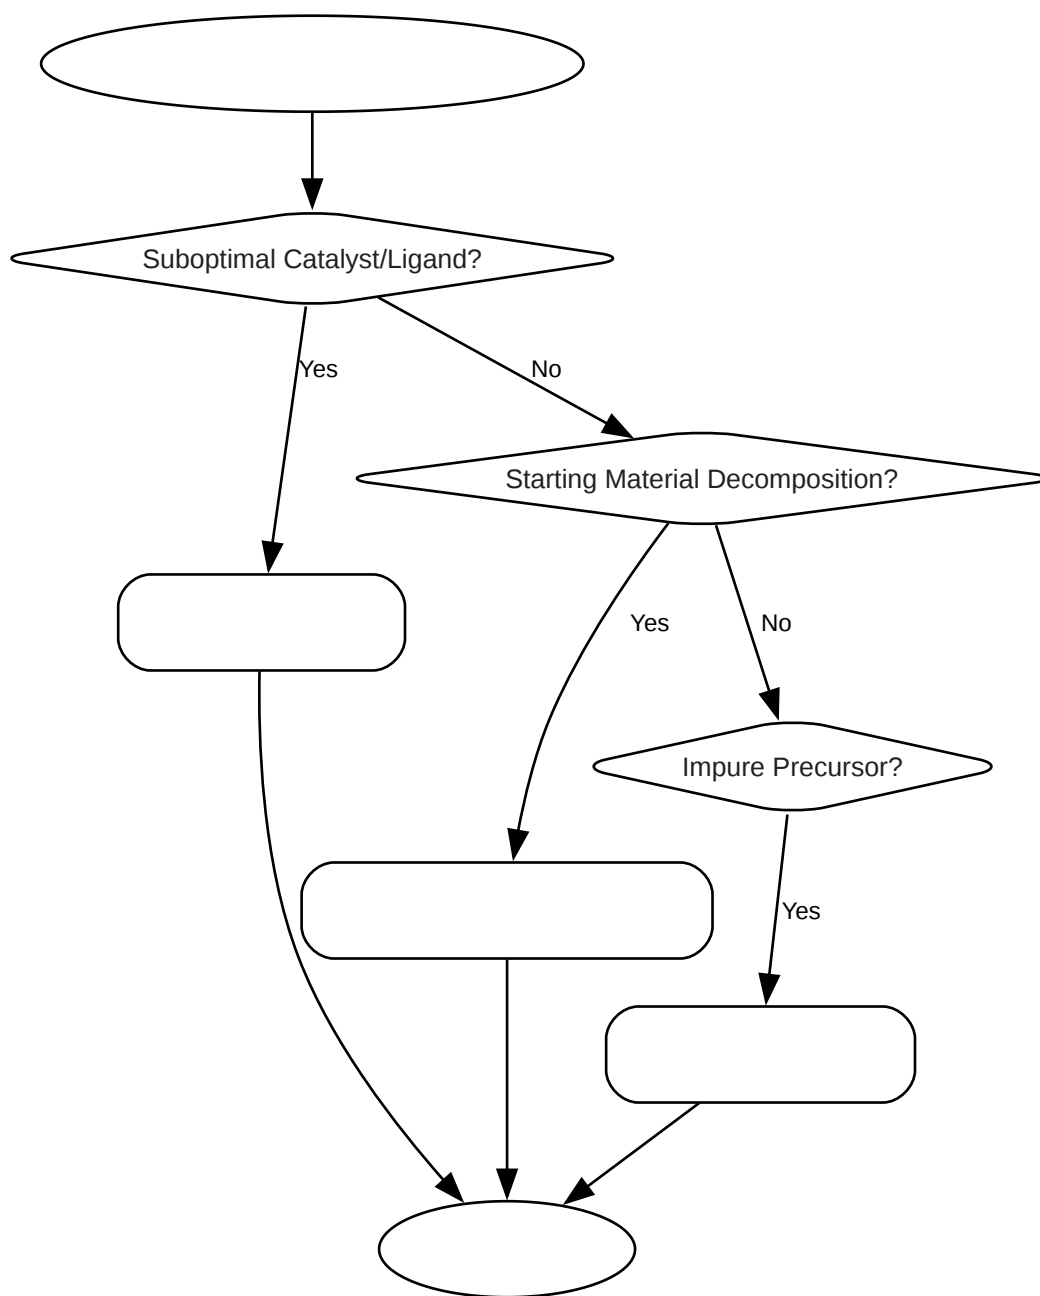 Suboptimal Catalyst/Ligand?
Yes
No
Starting Material Decomposition?
Yes
No
Impure Precursor?
Yes